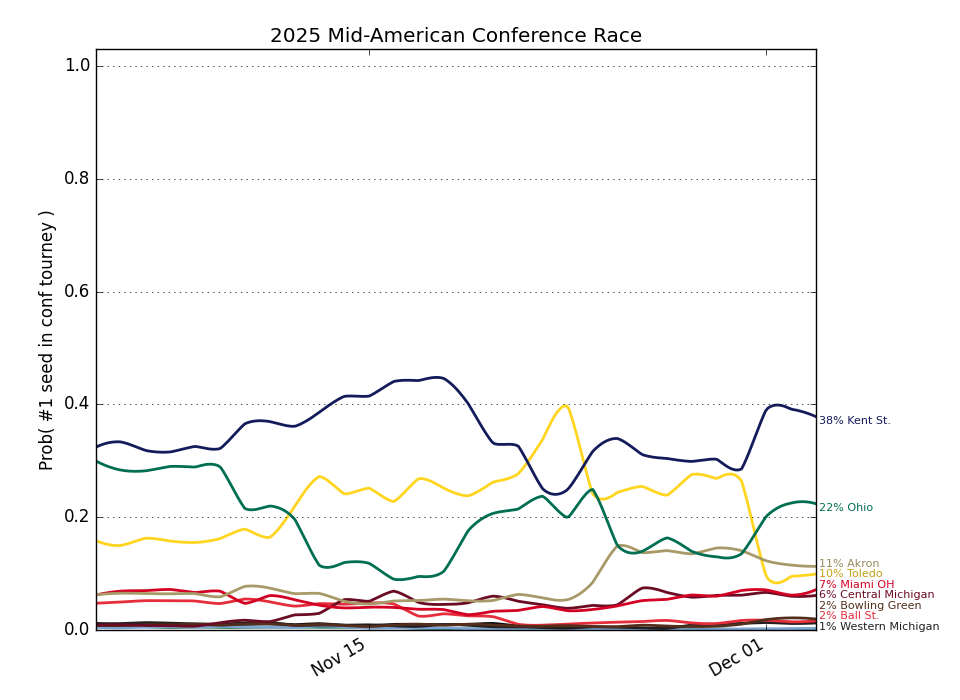 2025 Mid-American Conference Race
Prob( #1 seed in conf tourney )
1.0
0.8
0.6
0.4
0.2
0.0
Nov 15
Dec 01
38% Kent St.
22% Ohio
11% Akron
10% Toledo
7% Miami OH
6% Central Michigan
2% Bowling Green
2% Ball St.
1% Western Michigan